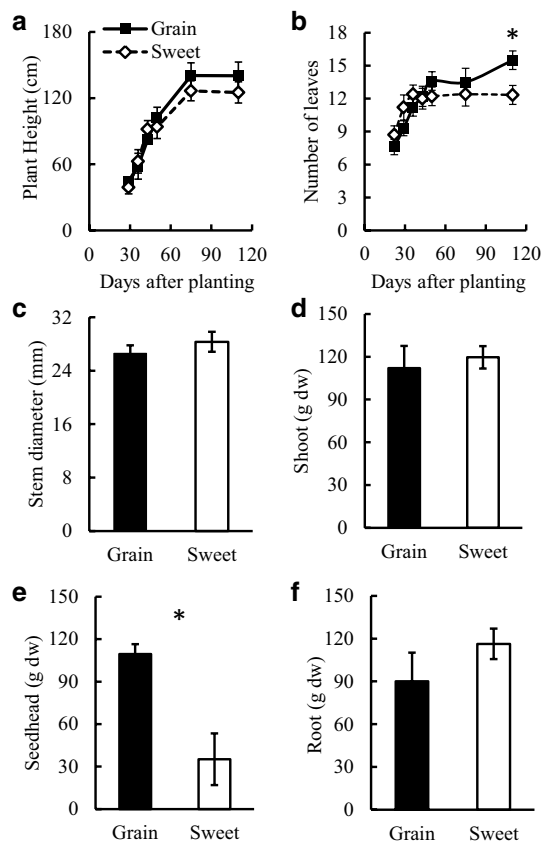 a
Plant Height (cm)
180
120
60
0
0 30 60 90 120
Days after planting
Grain
Sweet
b
Number of leaves
18
15
12
9
6
3
0
0 30 60 90 120
Days after planting
*
c
Stem diameter (mm)
32
24
16
8
0
Grain Sweet
d
Shoot (g dw)
150
120
90
60
30
0
Grain Sweet
e
Seedhead (g dw)
150
120
90
60
30
0
*
Grain Sweet
f
Root (g dw)
150
120
90
60
30
0
Grain Sweet